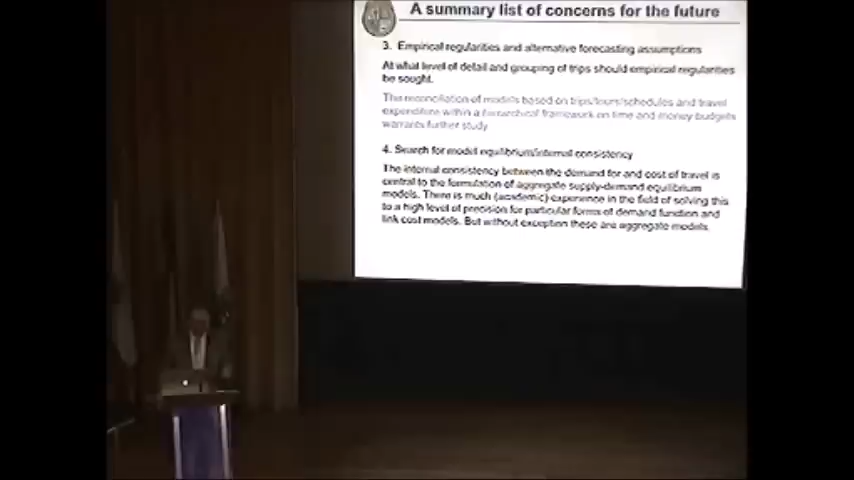 A summary list of concerns for the future
3. Empirical regularities and alternative forecasting assumptions
At what level of detail and grouping of trips should empirical regularities
be sought.
The reconciliation of models based on trips/tours/schedules and travel
expenditure within a hierarchical framework on time and money budgets
warrants further study
4. Search for model equilibrium/internal consistency
The internal consistency between the demand for and cost of travel is
central to the formulation of aggregate supply-demand equilibrium
models. There is much (academic) experience in the field of solving this
to a high level of precision for particular forms of demand function and
link cost models. But without exception these are aggregate models.